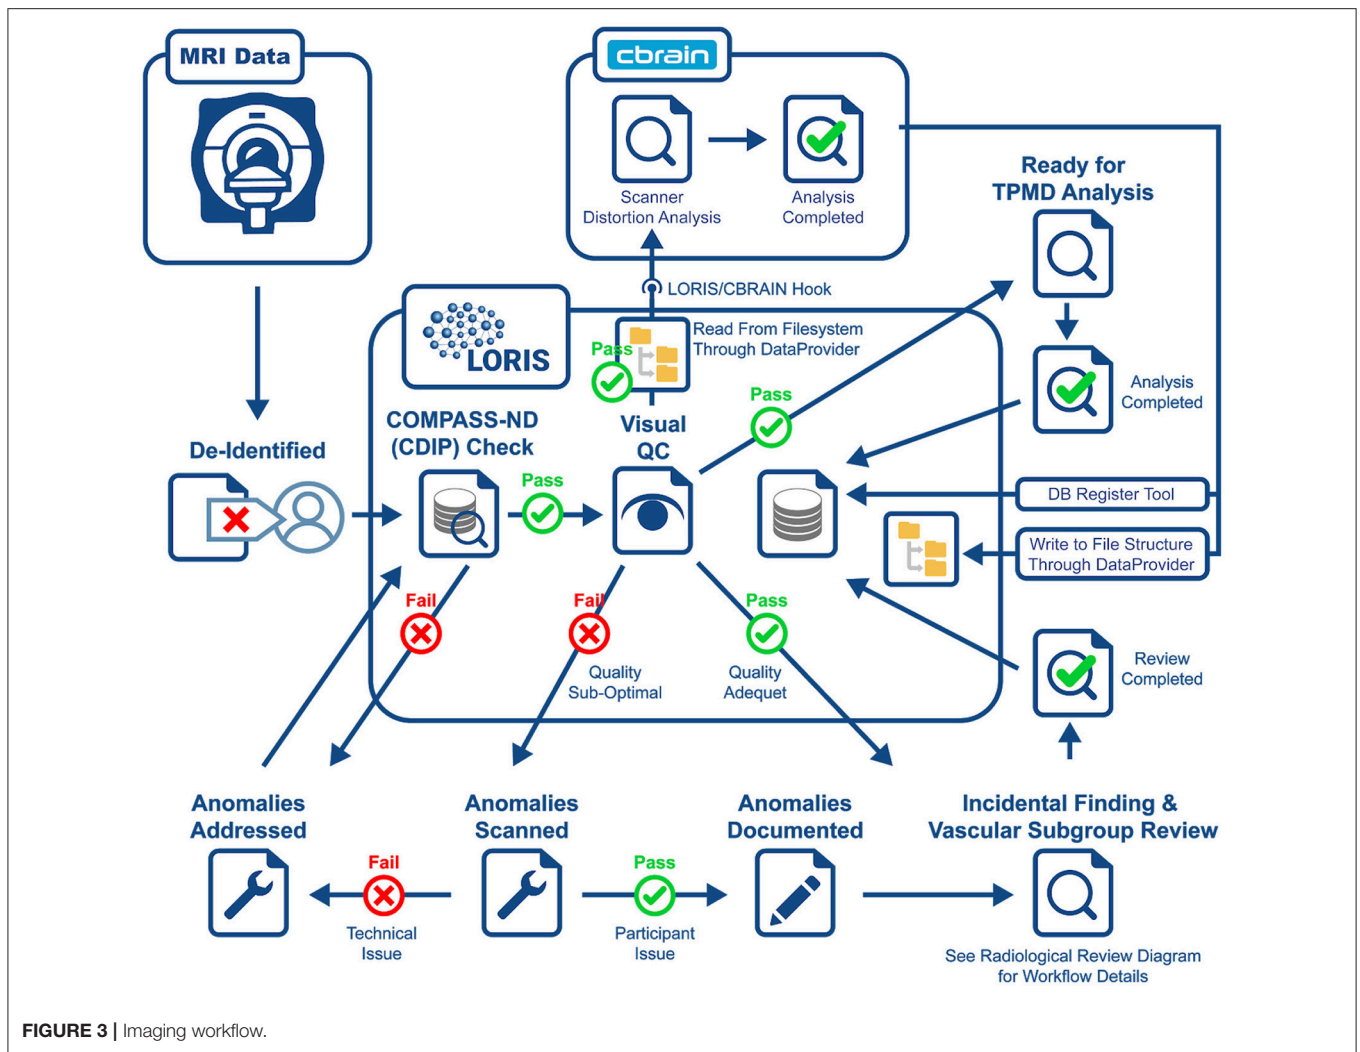 MRI Data
cbrain
Scanner
Distortion Analysis
Analysis
Completed
Ready for
TPMD Analysis
LORIS/CBRAIN Hook
LORIS
Read From Filesystem
Through DataProvider
Pass
Pass
Analysis
Completed
De-Identified
COMPASS-ND
(CDIP) Check
Visual
QC
Pass
DB Register Tool
Write to File Structure
Through DataProvider
Fail
Fail
Pass
Quality
Sub-Optimal
Quality
Adequet
Review
Completed
Anomalies
Addressed
Anomalies
Scanned
Anomalies
Documented
Incidental Finding &
Vascular Subgroup Review
Fail
Technical
Issue
Pass
Participant
Issue
See Radiological Review Diagram
for Workflow Details
FIGURE 3 | Imaging workflow.